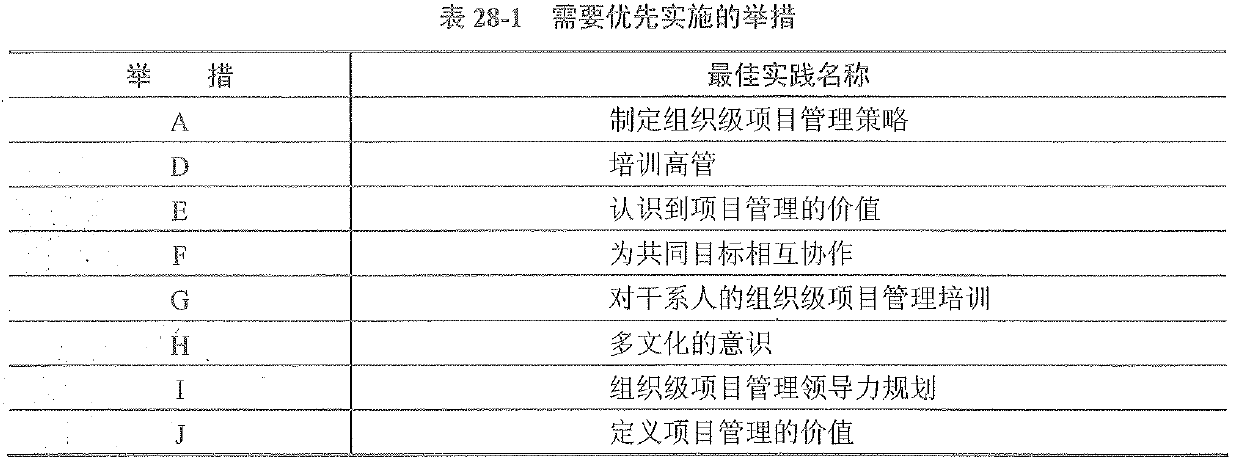 表 28-1 需要优先实施的举措
举 措 最佳实践名称
A 制定组织级项目管理策略
D 培训高管
E 认识到项目管理的价值
F 为共同目标相互协作
G 对干系人的组织级项目管理培训
H 多文化的意识
I 组织级项目管理领导力规划
J 定义项目管理的价值